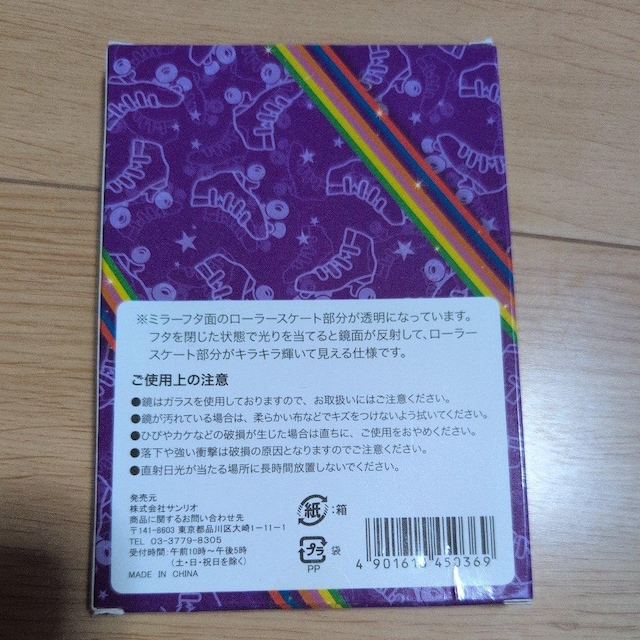 ※ミラーフタ面のローラースケート部分が透明になっています。
フタを閉じた状態で光りを当てると鏡面が反射して、ローラー
スケート部分がキラキラ輝いて見える仕様です。
ご使用上の注意
●鏡はガラスを使用しておりますので、お取扱いにはご注意ください。
●鏡が汚れている場合は、柔らかい布などでキズをつけないよう拭いてください。
●ひびやカケなどの破損が生じた場合は直ちに、ご使用をおやめください。
●落下や強い衝撃は破損の原因となりますのでご注意ください。
●直射日光が当たる場所に長時間放置しないでください。
発売元
株式会社サンリオ
商品に関するお問い合わせ先
〒141-8603 東京都品川区大崎1-11-1
TEL 03-3779-8305
受付時間:午前10時~午後5時
(土・日・祝日を除く)
MADE IN CHINA
紙 :箱
プラ 袋
PP